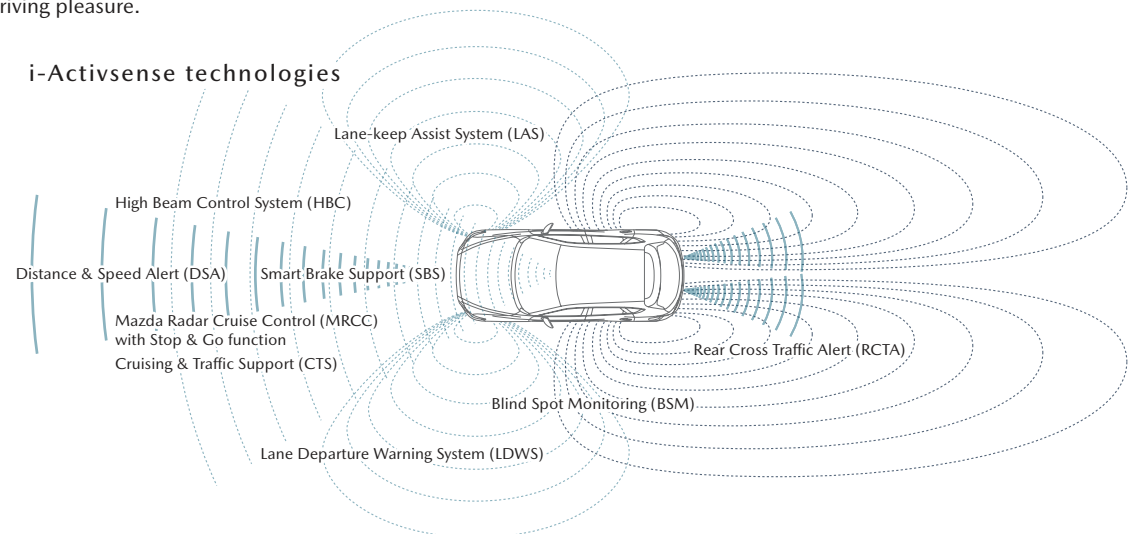 riving pleasure.
i-Activsense technologies
Lane-keep Assist System (LAS)
High Beam Control System (HBC)
Distance & Speed Alert (DSA)
Smart Brake Support (SBS)
Mazda Radar Cruise Control (MRCC)
with Stop & Go function
Cruising & Traffic Support (CTS)
Rear Cross Traffic Alert (RCTA)
Blind Spot Monitoring (BSM)
Lane Departure Warning System (LDWS)